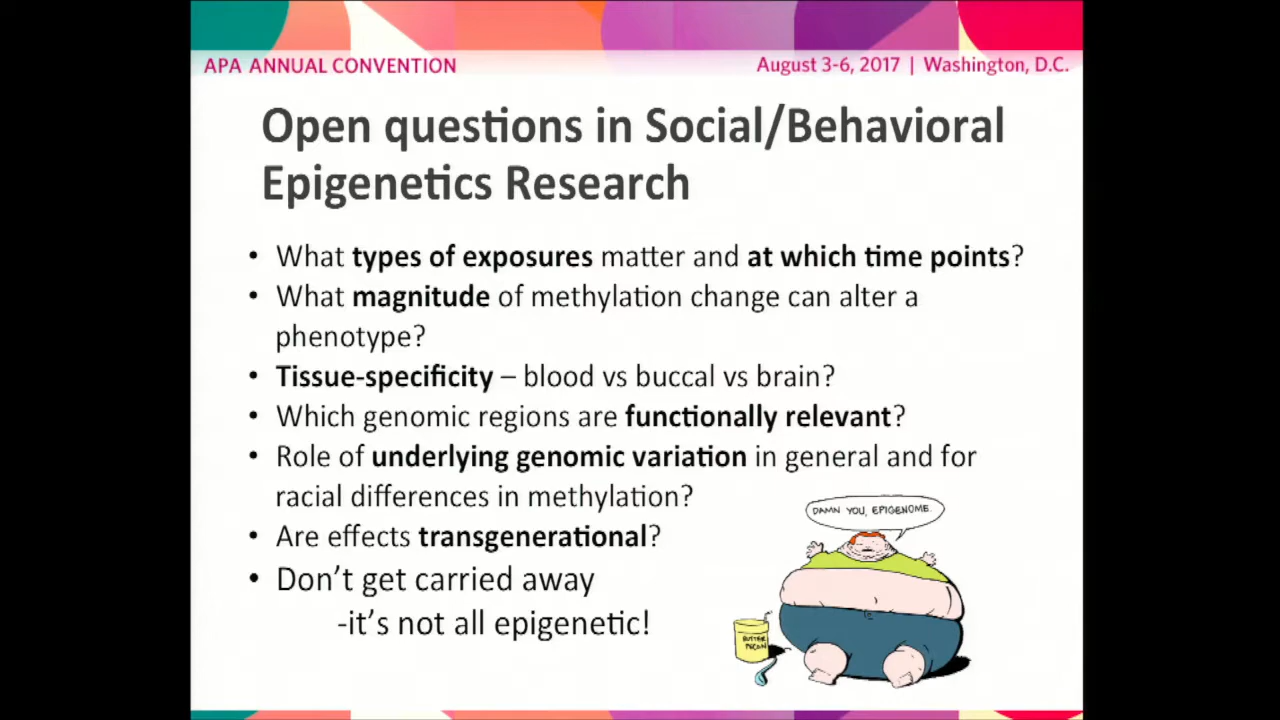 APA ANNUAL CONVENTION
August 3-6, 2017 | Washington, D.C.
Open questions in Social/Behavioral
Epigenetics Research
• What types of exposures matter and at which time points?
• What magnitude of methylation change can alter a
phenotype?
• Tissue-specificity – blood vs buccal vs brain?
• Which genomic regions are functionally relevant?
• Role of underlying genomic variation in general and for
racial differences in methylation?
• Are effects transgenerational?
• Don't get carried away
-it's not all epigenetic!
DAMN YOU, EPIGENOME.
BUTTER
PECAN